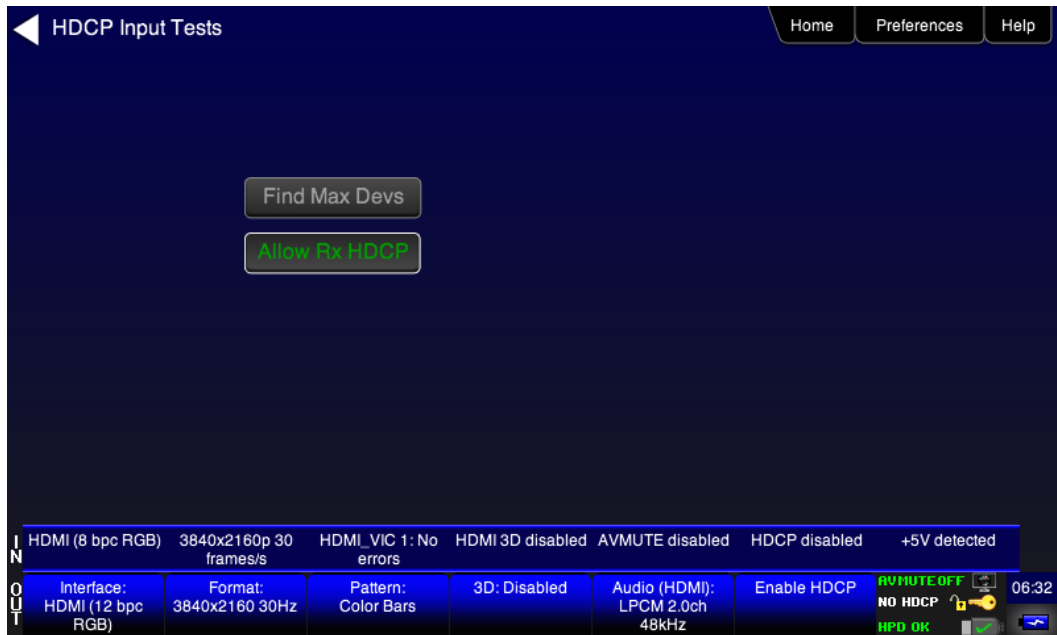 HDCP Input Tests
Home
Preferences
Help
Find Max Devs
Allow Rx HDCP
IN
HDMI (8 bpc RGB)
3840x2160p 30
frames/s
HDMI_VIC 1: No
errors
HDMI 3D disabled
AVMUTE disabled
HDCP disabled
+5V detected
OUT
Interface:
HDMI (12 bpc
RGB)
Format:
3840x2160 30Hz
Pattern:
Color Bars
3D: Disabled
Audio (HDMI):
LPCM 2.0ch
48kHz
Enable HDCP
AVMUTEOFF
NO HDCP
HPD OK
06:32